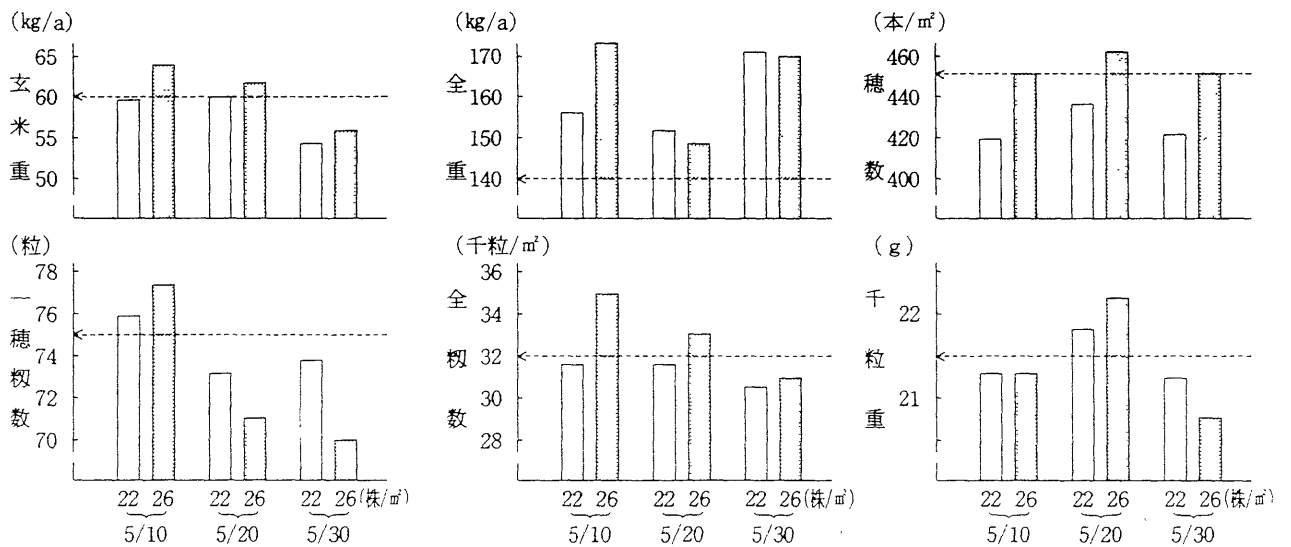 (kg/a)
65
60
55
50
玄米重
(kg/a)
170
160
150
140
全重
(本/㎡)
460
440
420
400
穂数
(粒)
78
76
74
72
70
一穂籾数
22 26 22 26 22 26(株/㎡)
5/10 5/20 5/30
(千粒/㎡)
36
34
32
30
28
全籾数
22 26 22 26 22 26(株/㎡)
5/10 5/20 5/30
(g)
22
21
千粒重
22 26 22 26 22 26(株/㎡)
5/10 5/20 5/30